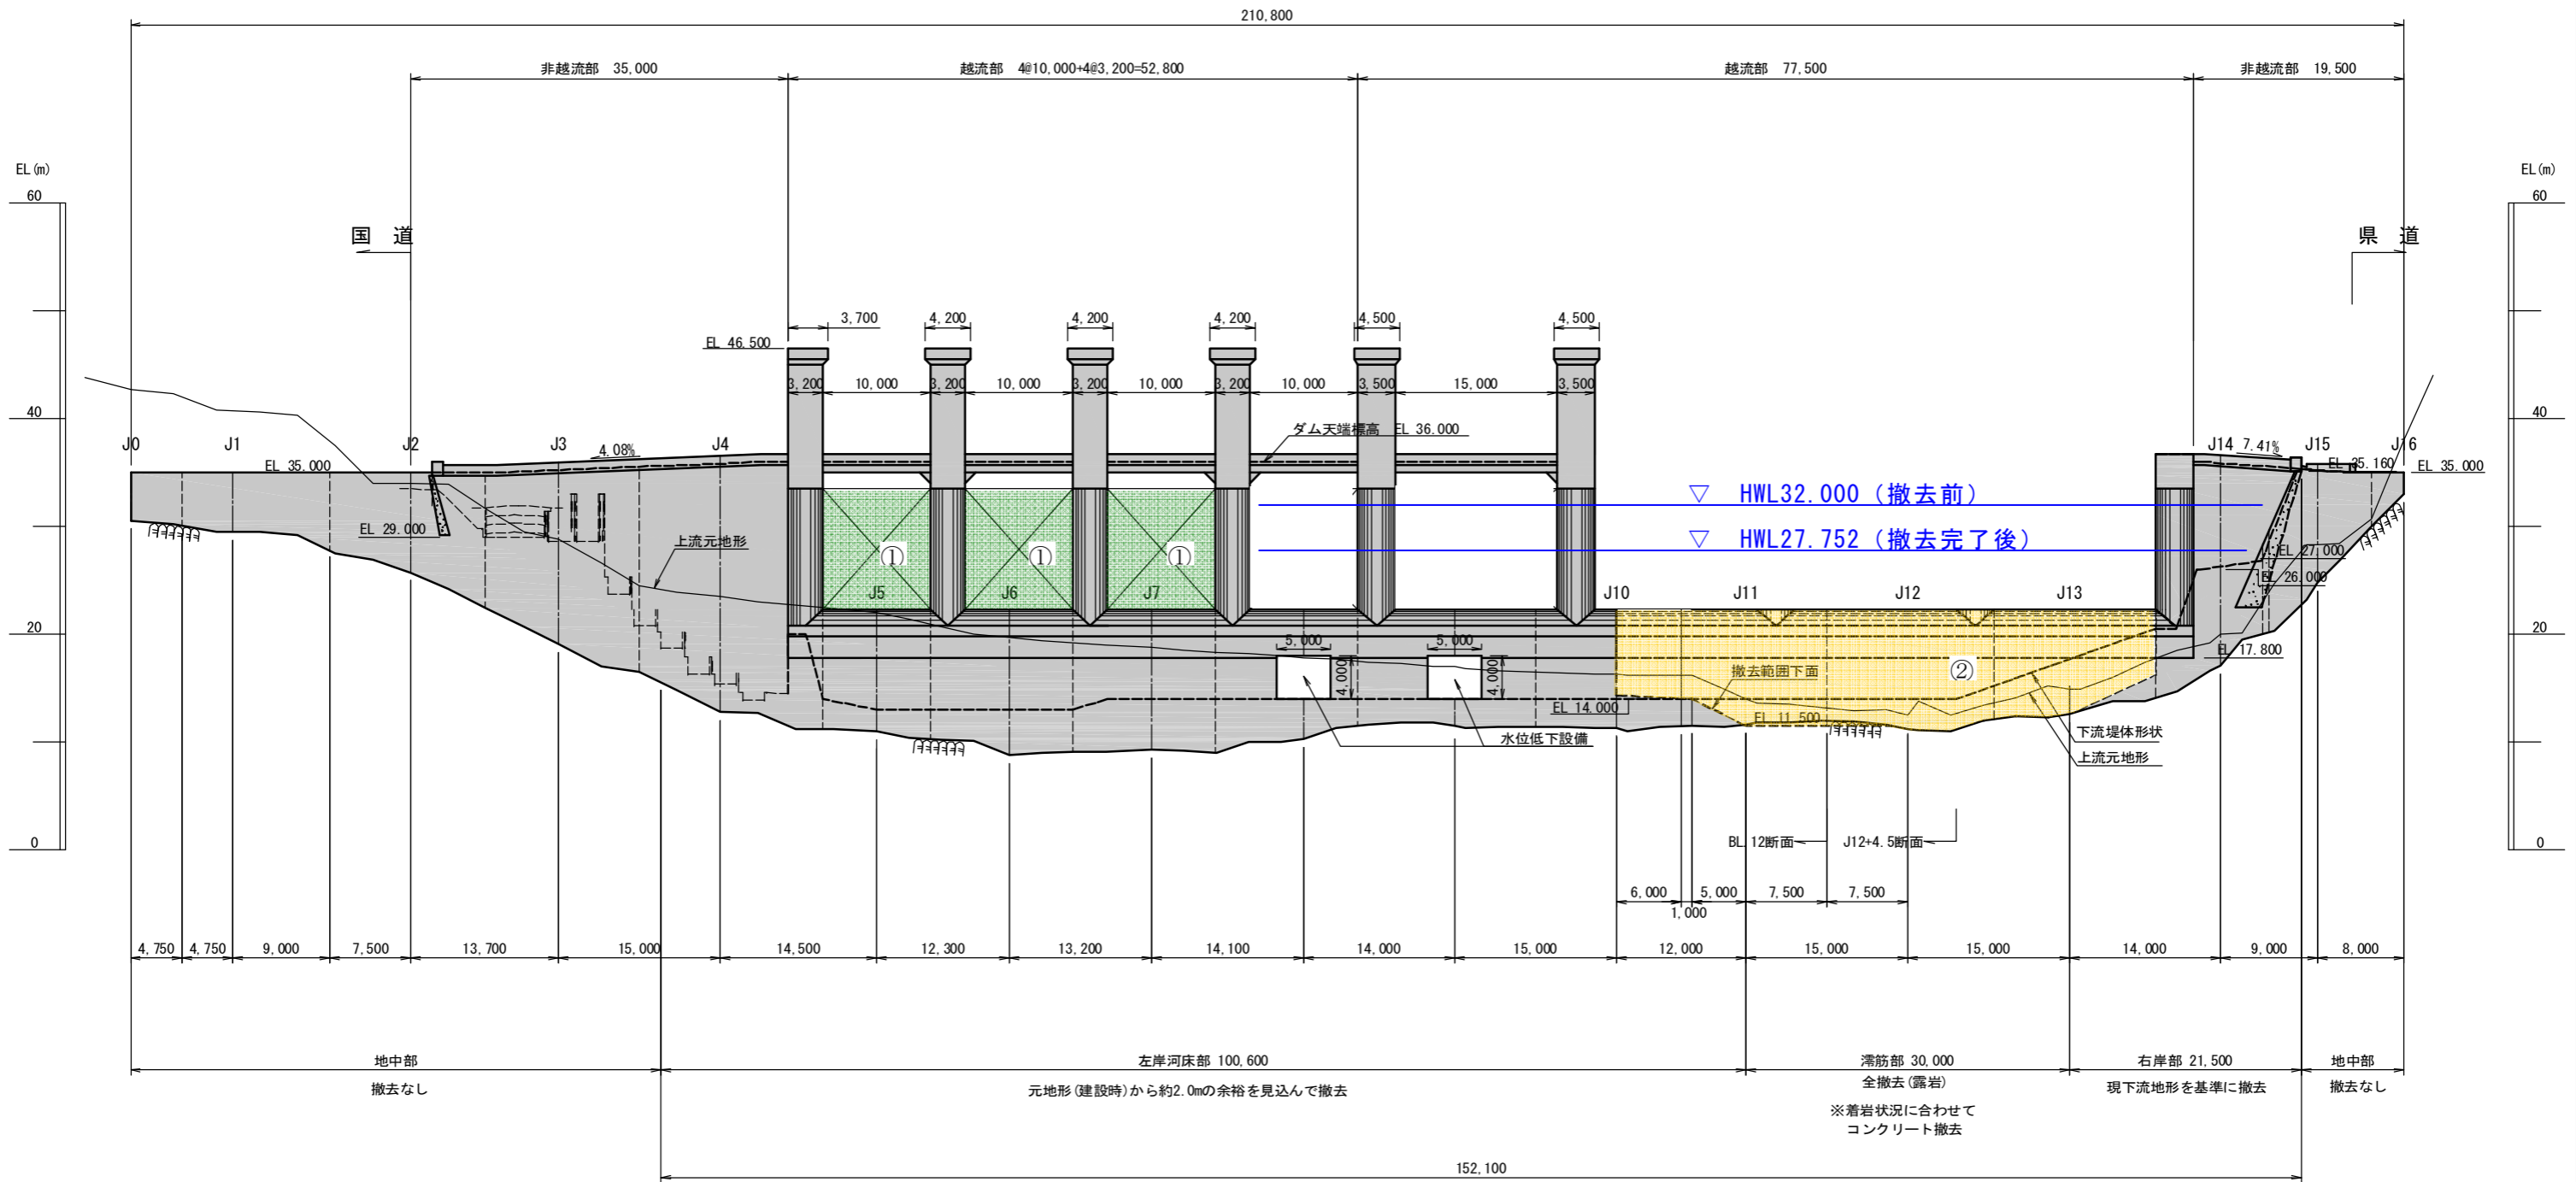 210,800
非越流部 35,000
越流部 4@10,000+4@3,200=52,800
越流部 77,500
非越流部 19,500
EL(m)
EL(m)
60
60
国 道
県 道
3,700
4,200
4,200
4,200
4,500
4,500
EL 46.500
3,200
10,000
3,200
10,000
3,200
10,000
3,200
10,000
3,500
15,000
3,500
40
40
ダム天端標高 EL 36.000
J0
J1
J2
J3
J4
J14
7.41%
J15
J16
4.08%
EL 35.000
EL 35.160
EL 35.000
▽ HWL32.000 (撤去前)
EL 29.000
上流元地形
▽ HWL27.752 (撤去完了後)
①
①
①
EL 27.000
EL 26.000
J5
J6
J7
J10
J11
J12
J13
20
20
5,000
5,000
4,000
4,000
EL 17.800
撤去範囲下面
②
EL 14.000
EL 11.500
水位低下設備
下流堤体形状
上流元地形
0
0
BL.12断面
J12+4.5断面
6,000
1,000
5,000
7,500
7,500
4,750
4,750
9,000
7,500
13,700
15,000
14,500
12,300
13,200
14,100
14,000
15,000
12,000
15,000
15,000
14,000
9,000
8,000
地中部
左岸河床部 100,600
澪筋部 30,000
右岸部 21,500
地中部
撤去なし
元地形(建設時)から約2.0mの余裕を見込んで撤去
全撤去(露岩)
現下流地形を基準に撤去
撤去なし
※着岩状況に合わせて
コンクリート撤去
152,100